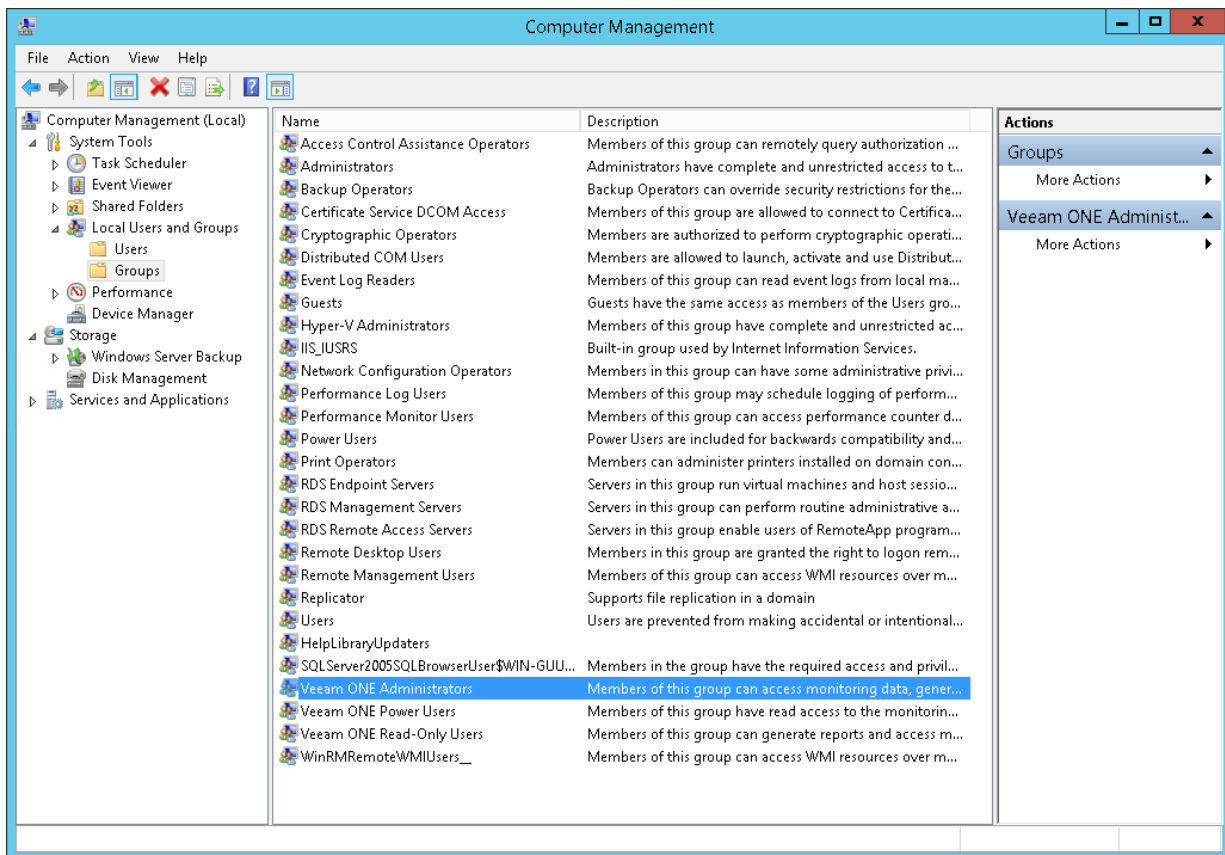 Computer Management
File Action View Help
Computer Management (Local)
System Tools
Task Scheduler
Event Viewer
Shared Folders
Local Users and Groups
Users
Groups
Performance
Device Manager
Storage
Windows Server Backup
Disk Management
Services and Applications
Name Description
Access Control Assistance Operators Members of this group can remotely query authorization ...
Administrators Administrators have complete and unrestricted access to t...
Backup Operators Backup Operators can override security restrictions for the...
Certificate Service DCOM Access Members of this group are allowed to connect to Certifica...
Cryptographic Operators Members are authorized to perform cryptographic operati...
Distributed COM Users Members are allowed to launch, activate and use Distribut...
Event Log Readers Members of this group can read event logs from local ma...
Guests Guests have the same access as members of the Users gro...
Hyper-V Administrators Members of this group have complete and unrestricted ac...
IIS_IUSRS Built-in group used by Internet Information Services.
Network Configuration Operators Members in this group can have some administrative privi...
Performance Log Users Members of this group may schedule logging of perform...
Performance Monitor Users Members of this group can access performance counter d...
Power Users Power Users are included for backwards compatibility and...
Print Operators Members can administer printers installed on domain con...
RDS Endpoint Servers Servers in this group run virtual machines and host sessio...
RDS Management Servers Servers in this group can perform routine administrative a...
RDS Remote Access Servers Servers in this group enable users of RemoteApp program...
Remote Desktop Users Members in this group are granted the right to logon rem...
Remote Management Users Members of this group can access WMI resources over m...
Replicator Supports file replication in a domain
Users Users are prevented from making accidental or intentional...
HelpLibraryUpdaters
SQLServer2005SQLBrowserUser$WIN-GUU... Members in the group have the required access and privil...
Veeam ONE Administrators Members of this group can access monitoring data, gener...
Veeam ONE Power Users Members of this group have read access to the monitorin...
Veeam ONE Read-Only Users Members of this group can generate reports and access m...
WinRMRemoteWMIUsers__ Members of this group can access WMI resources over m...
Actions
Groups
More Actions
Veeam ONE Administ...
More Actions